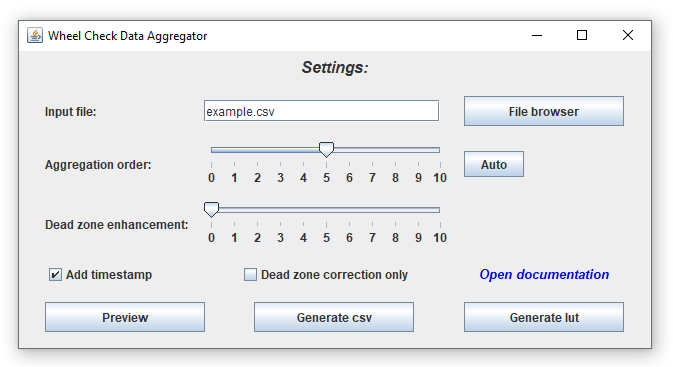 Wheel Check Data Aggregator
Settings:
Input file:
example.csv
File browser
Aggregation order:
0 1 2 3 4 5 6 7 8 9 10
Auto
Dead zone enhancement:
0 1 2 3 4 5 6 7 8 9 10
Add timestamp
Dead zone correction only
Open documentation
Preview
Generate csv
Generate lut